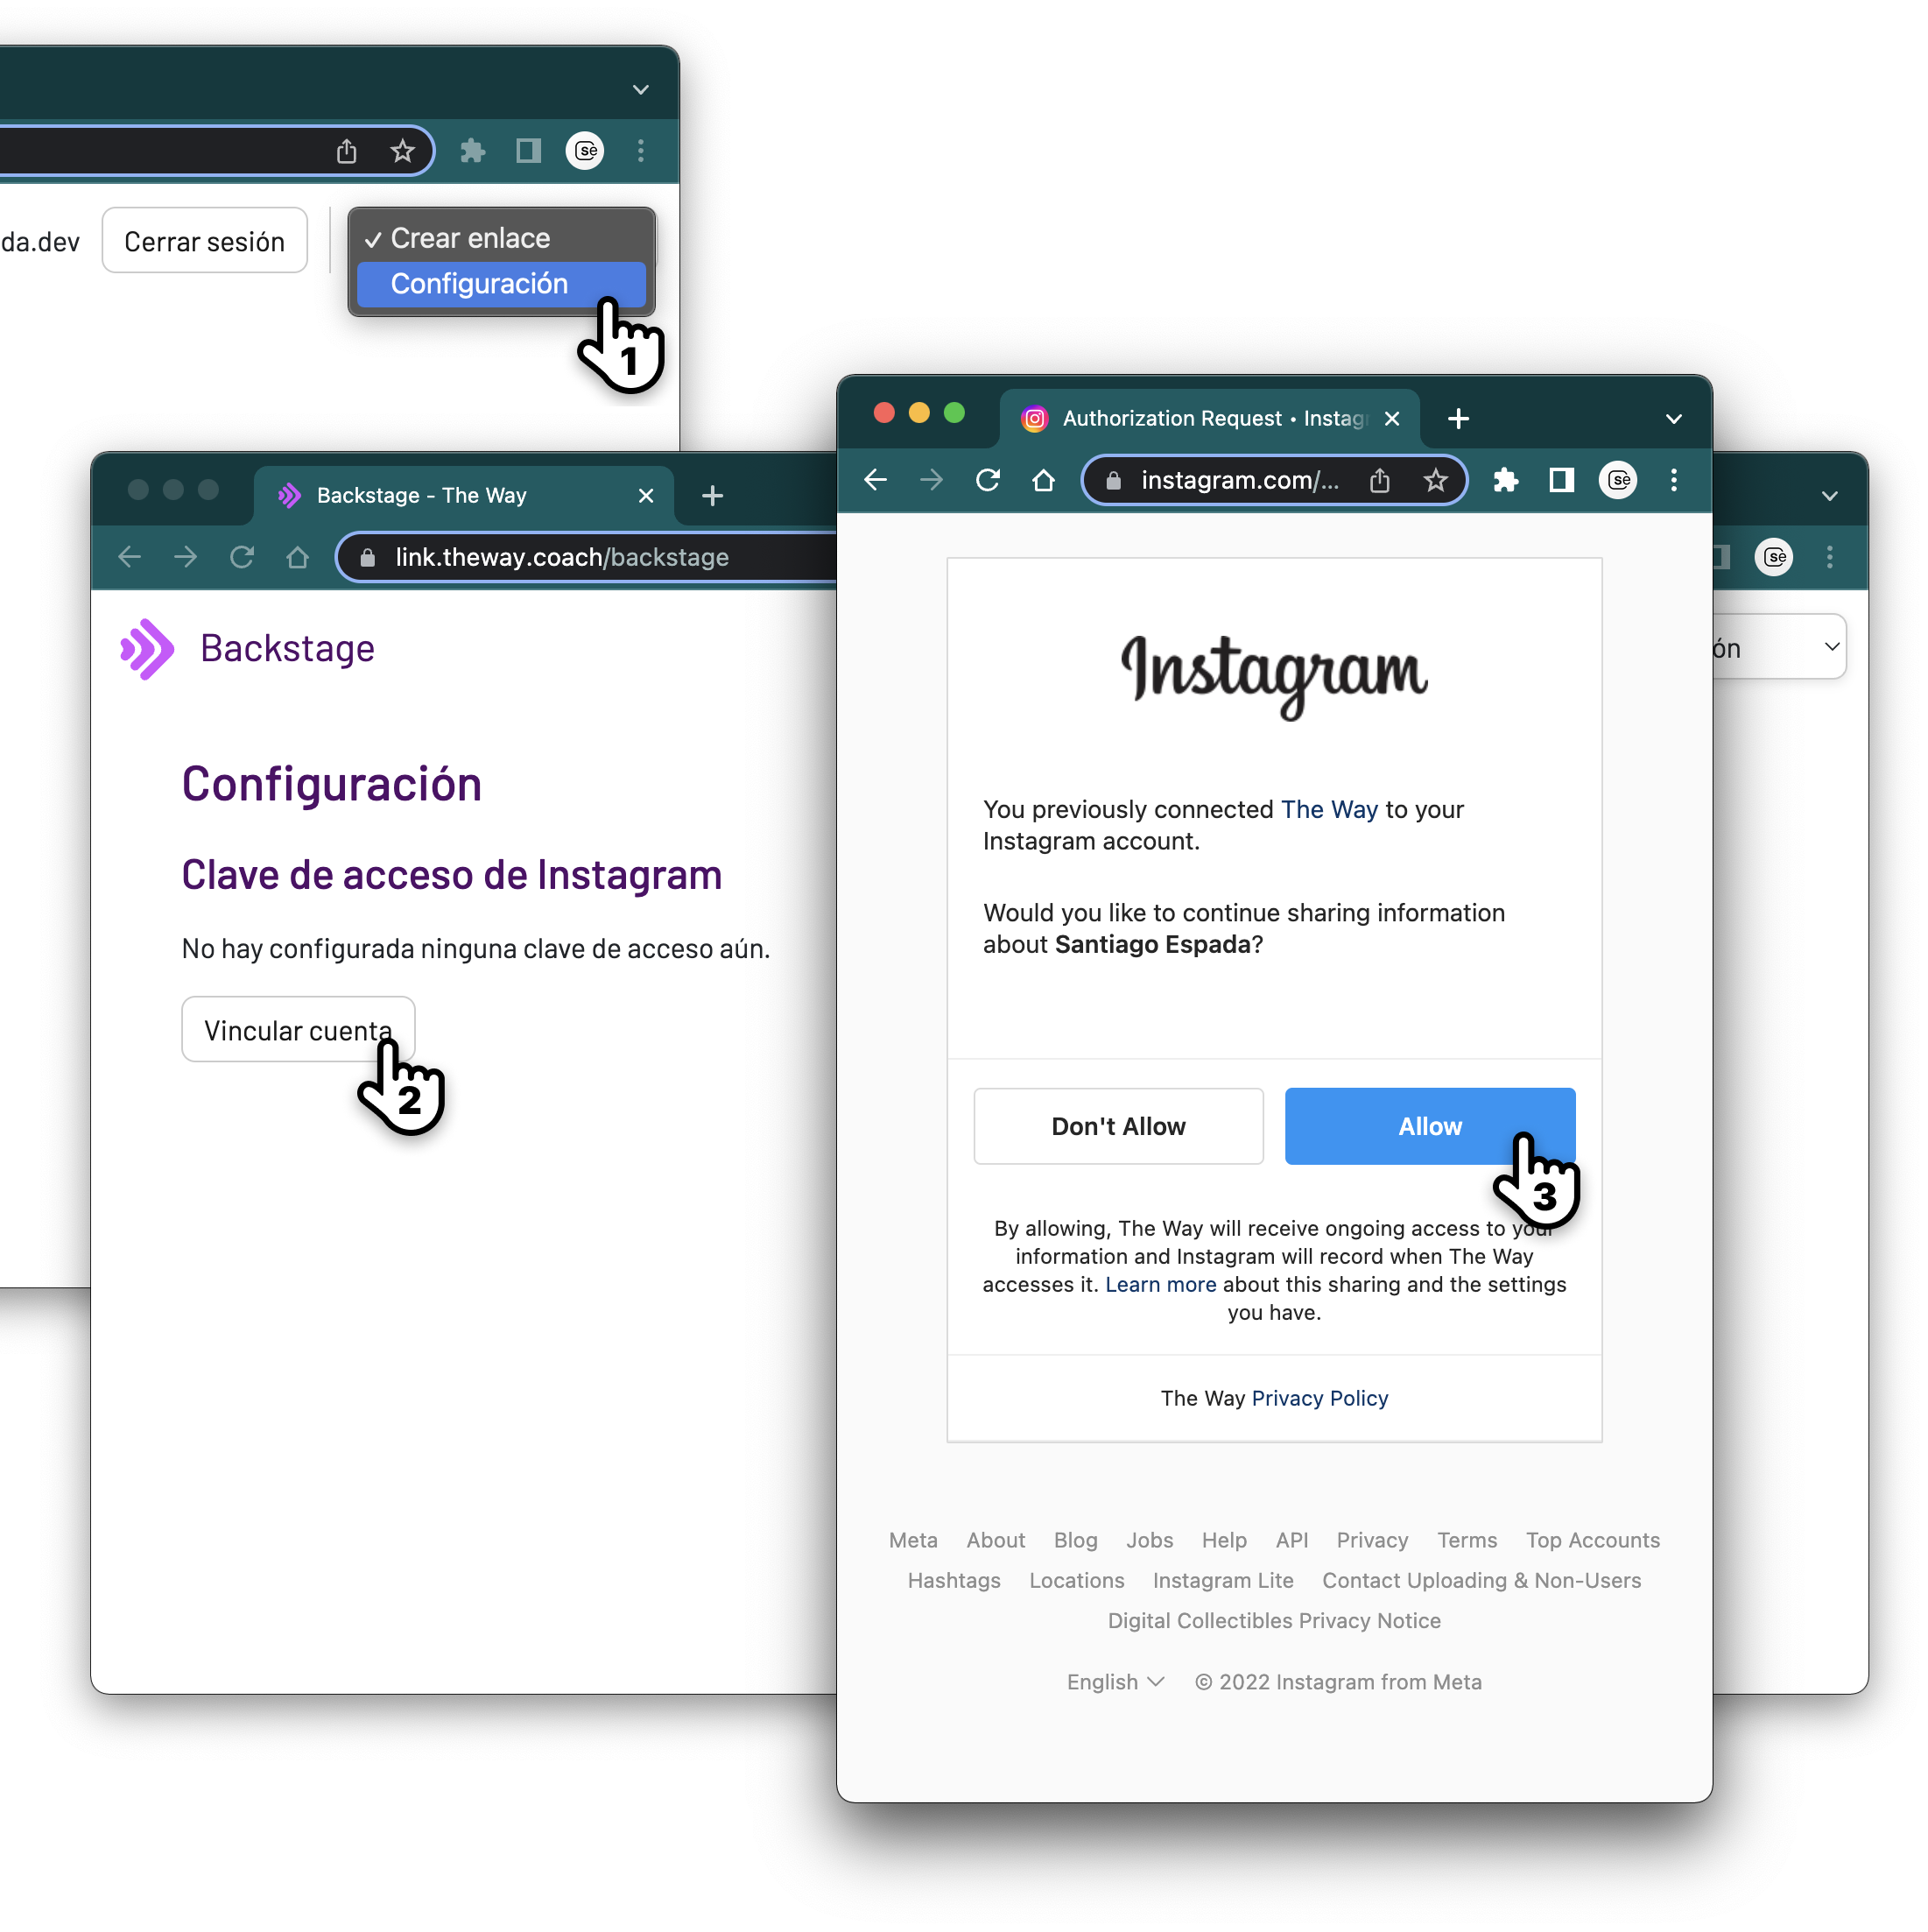 da.dev
Cerrar sesión
✓ Crear enlace
Configuración
1
Backstage - The Way
link.theway.coach/backstage
Backstage
Configuración
Clave de acceso de Instagram
No hay configurada ninguna clave de acceso aún.
Vincular cuenta
2
Authorization Request • Instag
instagram.com/...
Instagram
You previously connected The Way to your
Instagram account.
Would you like to continue sharing information
about Santiago Espada?
Don't Allow
Allow
3
By allowing, The Way will receive ongoing access to your
information and Instagram will record when The Way
accesses it. Learn more about this sharing and the settings
you have.
The Way Privacy Policy
Meta About Blog Jobs Help API Privacy Terms Top Accounts
Hashtags Locations Instagram Lite Contact Uploading & Non-Users
Digital Collectibles Privacy Notice
English © 2022 Instagram from Meta
se
se
se
ón